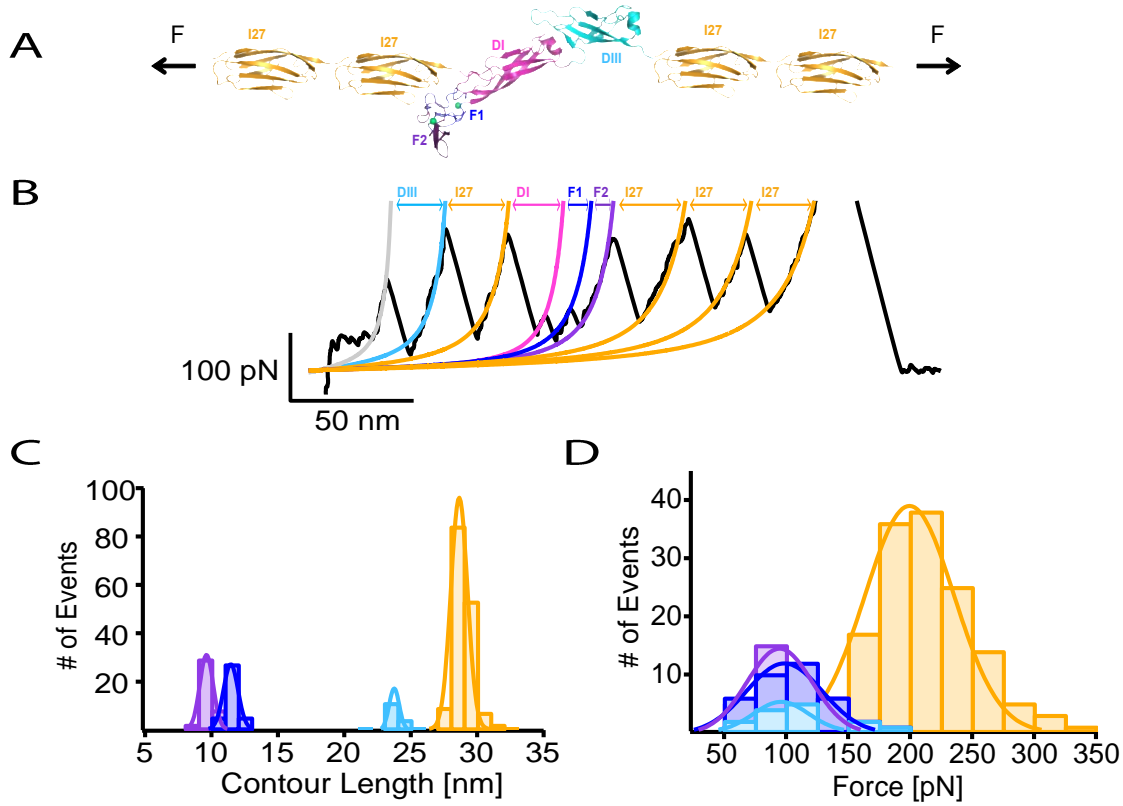 A
F
I27
I27
DI
DIII
I27
I27
F
F1
F2
B
DIII
I27
DI
F1
F2
I27
I27
I27
100 pN
50 nm
C
# of Events
100
80
60
40
20
5
10
15
20
25
30
35
Contour Length [nm]
D
# of Events
40
30
20
10
50
100
150
200
250
300
350
Force [pN]